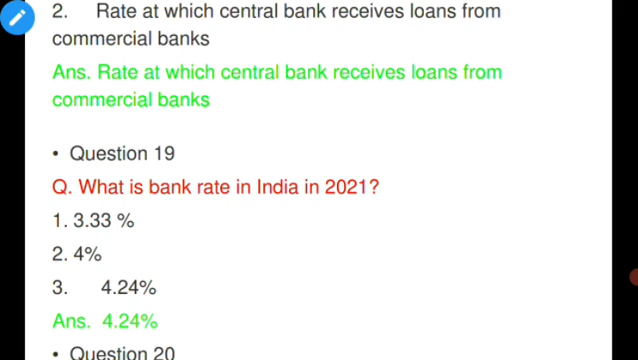 2. Rate at which central bank receives loans from
commercial banks
Ans. Rate at which central bank receives loans from
commercial banks
• Question 19
Q. What is bank rate in India in 2021?
1. 3.33 %
2. 4%
3. 4.24%
Ans. 4.24%
• Question 20